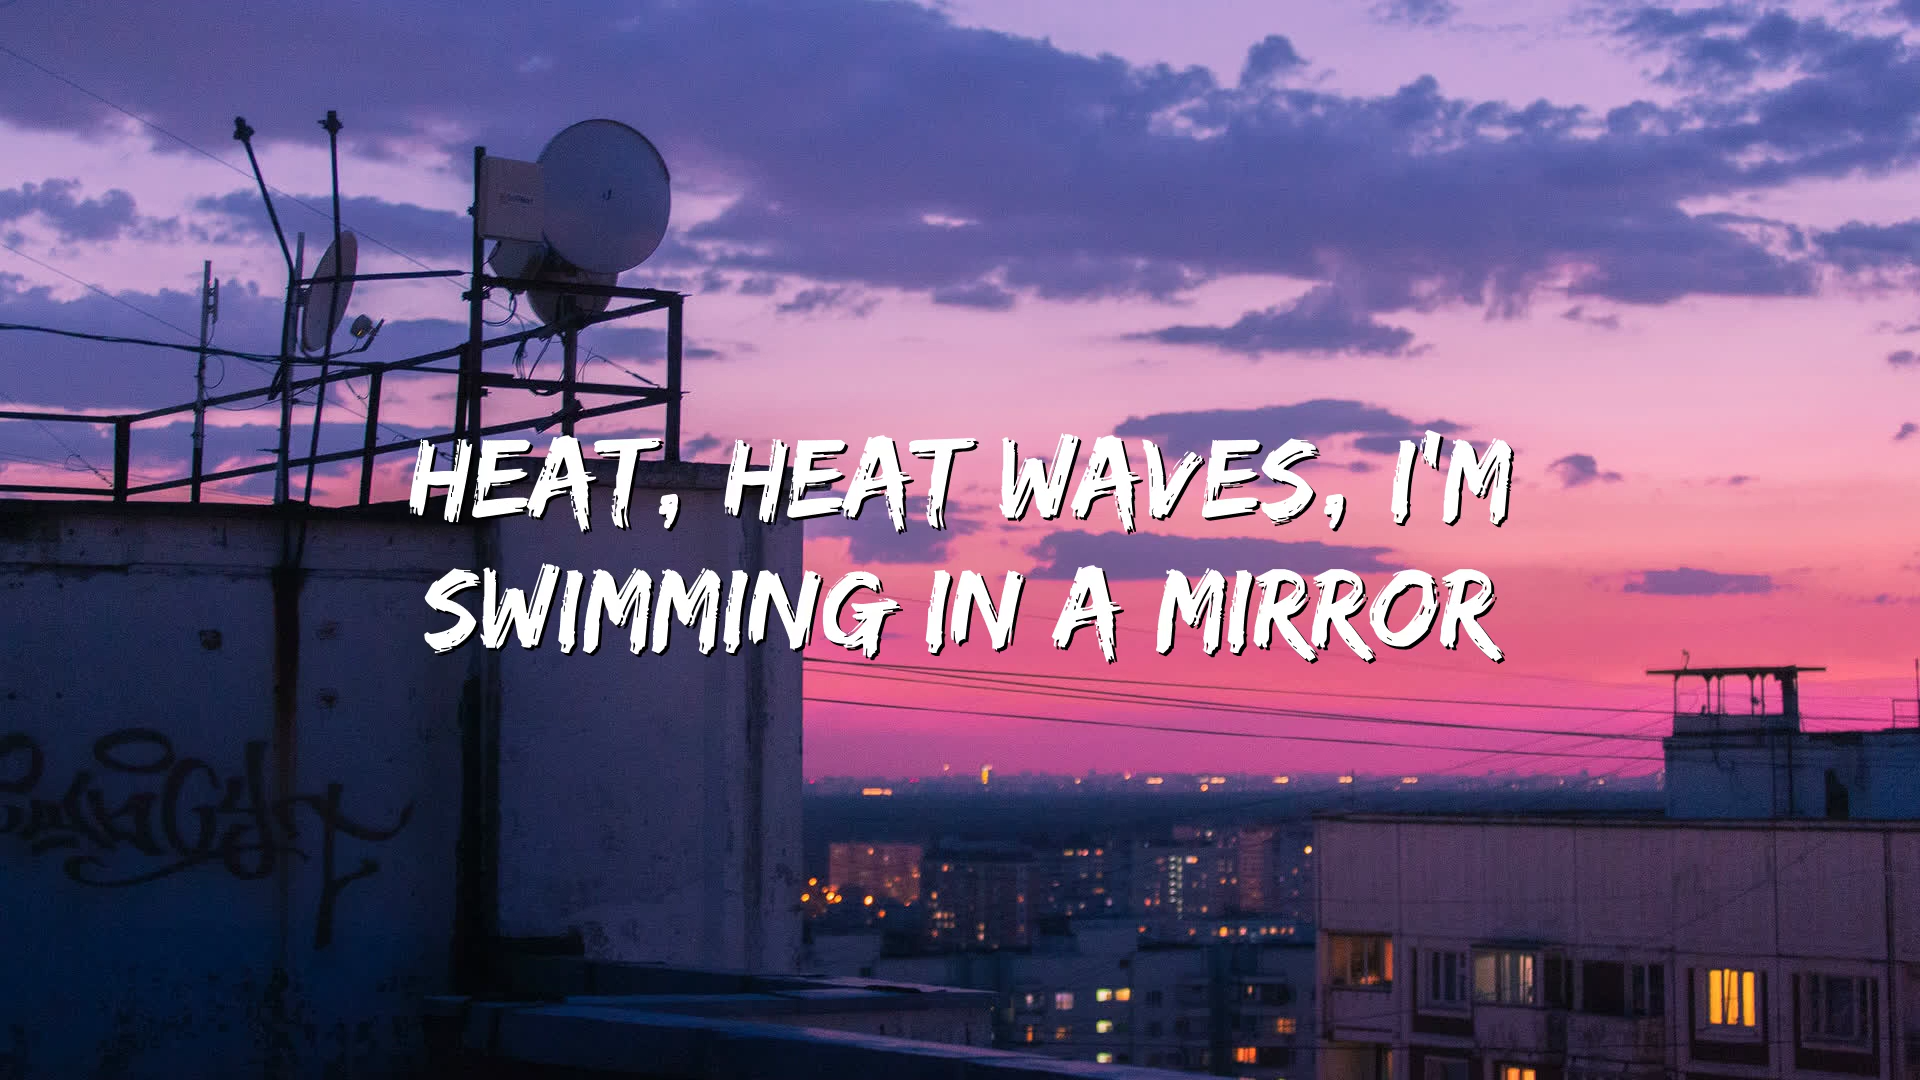 HEAT, HEAT WAVES, I'M
SWIMMING IN A MIRROR